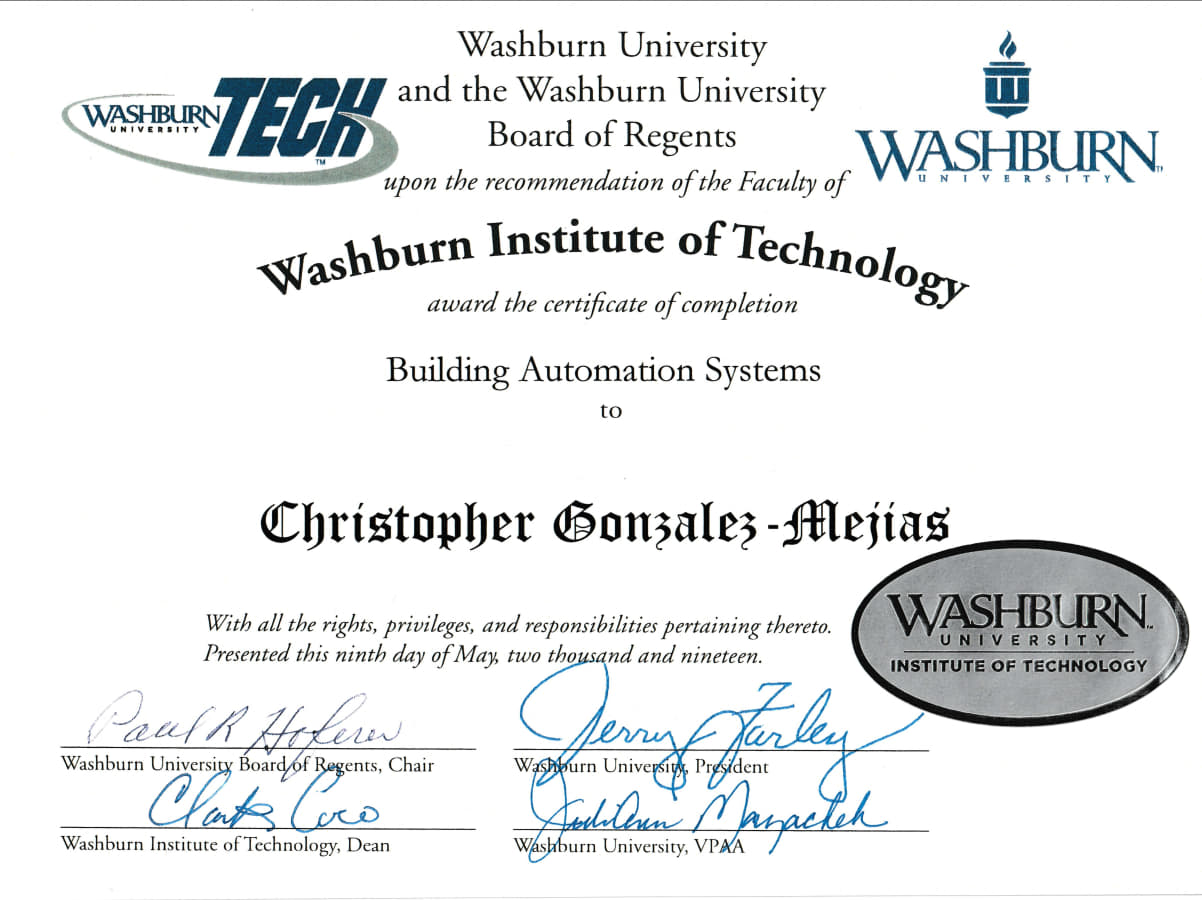 Washburn University
and the Washburn University
Board of Regents
upon the recommendation of the Faculty of
WASHBURN
UNIVERSITY
TECH
TM
WASHBURN
UNIVERSITY
Washburn Institute of Technology
award the certificate of completion
Building Automation Systems
to
Christopher Gonzalez-Mejias
With all the rights, privileges, and responsibilities pertaining thereto.
Presented this ninth day of May, two thousand and nineteen.
WASHBURN
UNIVERSITY
INSTITUTE OF TECHNOLOGY
Paul R Hoferer
Washburn University Board of Regents, Chair
Jerry Farley
Washburn University, President
Clark Coco
Washburn Institute of Technology, Dean
JuliAnn Mazachek
Washburn University, VPAA